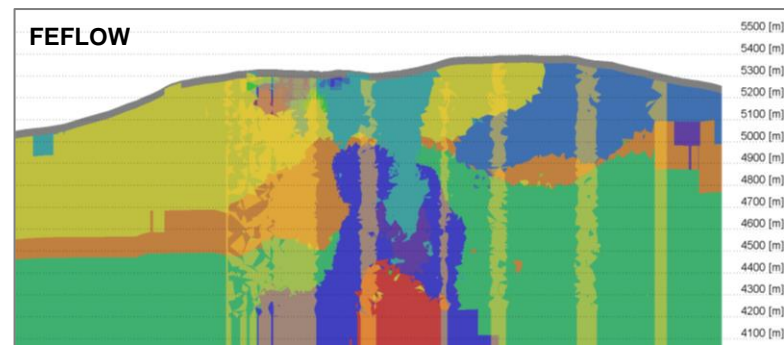 FEFLOW
5500 [m]
5400 [m]
5300 [m]
5200 [m]
5100 [m]
5000 [m]
4900 [m]
4800 [m]
4700 [m]
4600 [m]
4500 [m]
4400 [m]
4300 [m]
4200 [m]
4100 [m]